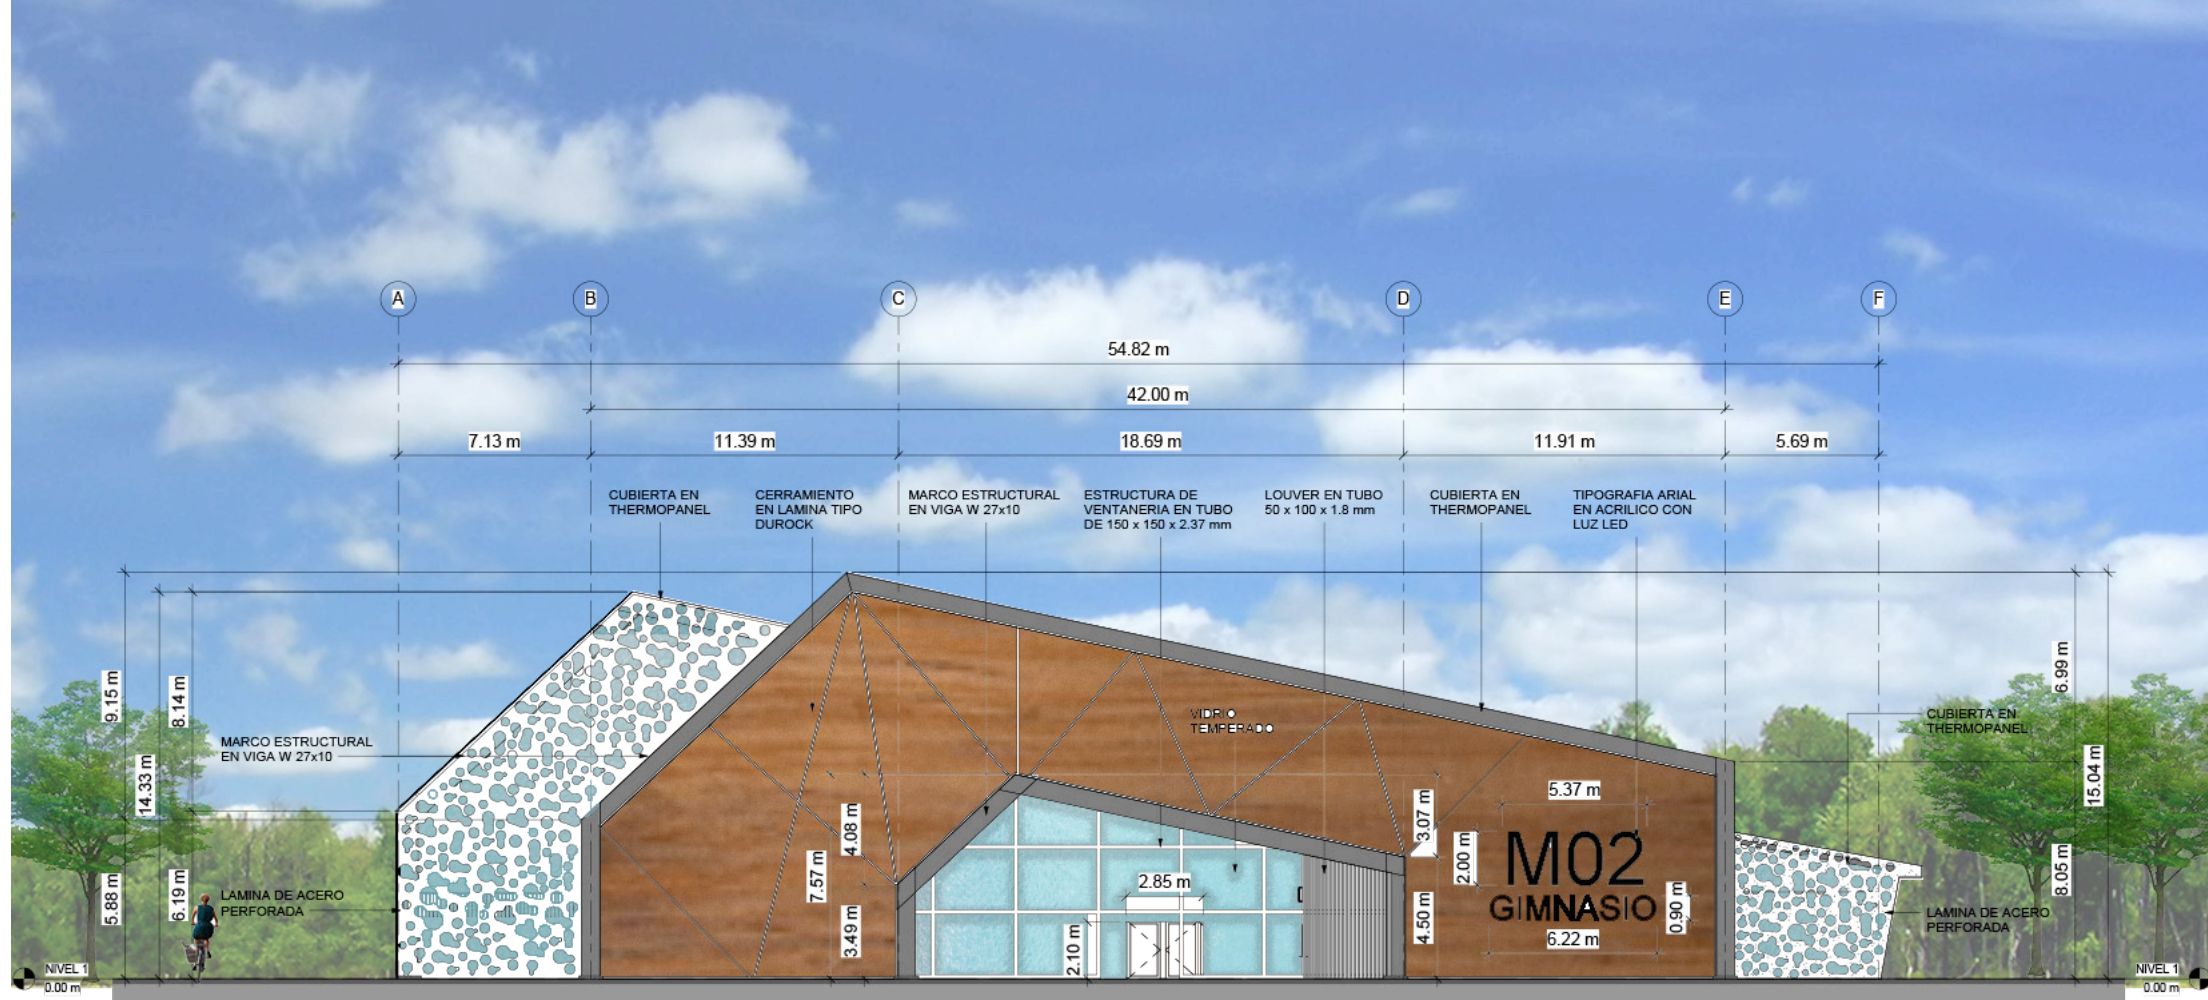 A
B
C
D
E
F
54.82 m
42.00 m
7.13 m
11.39 m
18.69 m
11.91 m
5.69 m
CUBIERTA EN
THERMOPANEL
CERRAMIENTO
EN LAMINA TIPO
DUROCK
MARCO ESTRUCTURAL
EN VIGA W 27x10
ESTRUCTURA DE
VENTANERIA EN TUBO
DE 150 x 150 x 2.37 mm
LOUVER EN TUBO
50 x 100 x 1.8 mm
CUBIERTA EN
THERMOPANEL
TIPOGRAFIA ARIAL
EN ACRILICO CON
LUZ LED
9.15 m
8.14 m
14.33 m
5.88 m
6.19 m
MARCO ESTRUCTURAL
EN VIGA W 27x10
LAMINA DE ACERO
PERFORADA
VIDRIO
TEMPERADO
4.08 m
7.57 m
3.49 m
2.85 m
2.10 m
3.07 m
2.00 m
4.50 m
5.37 m
M02
GIMNASIO
0.90 m
6.22 m
6.99 m
15.04 m
8.05 m
CUBIERTA EN
THERMOPANEL
LAMINA DE ACERO
PERFORADA
NIVEL 1
0.00 m
NIVEL 1
0.00 m